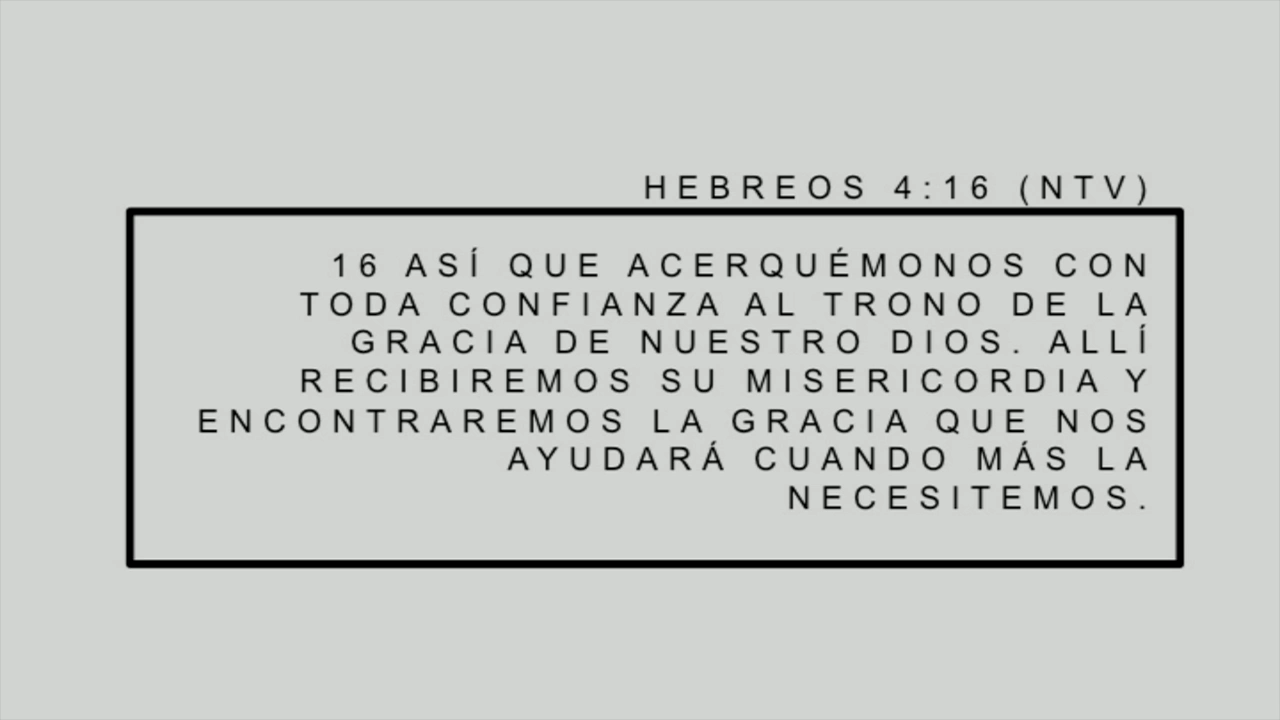 HEBREOS 4:16 (NTV)
16 ASÍ QUE ACERQUÉMONOS CON
TODA CONFIANZA AL TRONO DE LA
GRACIA DE NUESTRO DIOS. ALLÍ
RECIBIREMOS SU MISERICORDIA Y
ENCONTRAREMOS LA GRACIA QUE NOS
AYUDARÁ CUANDO MÁS LA
NECESITEMOS.